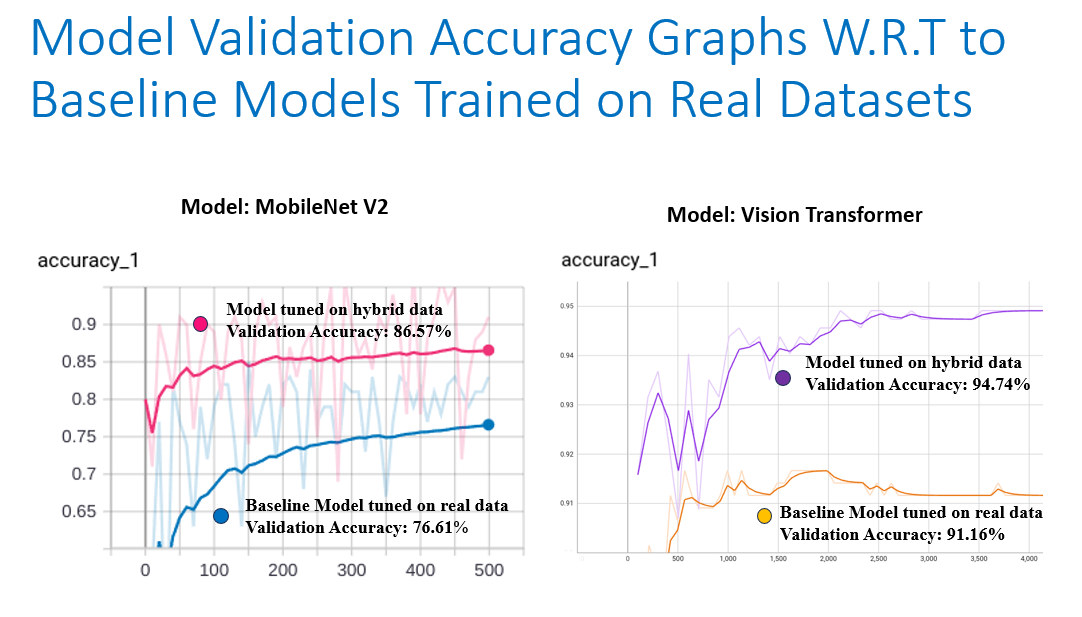 Model Validation Accuracy Graphs W.R.T to
Baseline Models Trained on Real Datasets
Model: MobileNet V2
accuracy_1
0.9
0.85
0.8
0.75
0.7
0.65
Model tuned on hybrid data
Validation Accuracy: 86.57%
Baseline Model tuned on real data
Validation Accuracy: 76.61%
0 100 200 300 400 500
Model: Vision Transformer
accuracy_1
0.95
0.94
0.93
0.92
0.91
Model tuned on hybrid data
Validation Accuracy: 94.74%
Baseline Model tuned on real data
Validation Accuracy: 91.16%
0 500 1,000 1,500 2,000 2,500 3,000 3,500 4,000